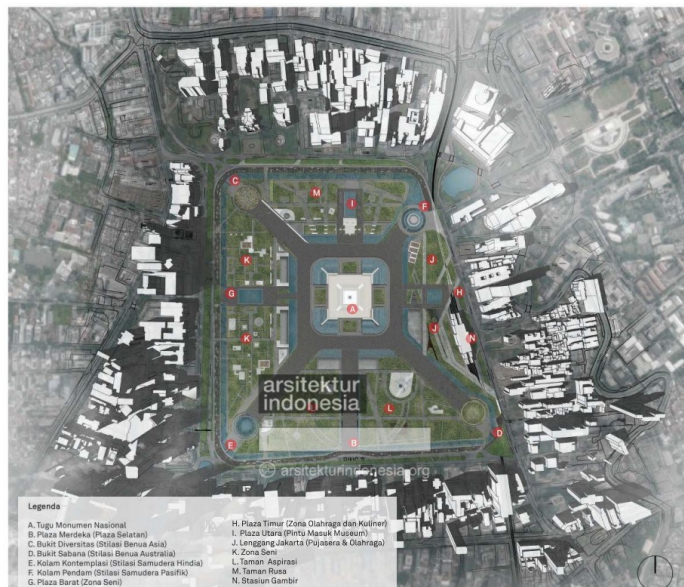 C
M
I
F
K
J
G
H
A
J
K
N
arsitektur
indonesia
L
B
E
D
© arsitekturindonesia.org
Legenda
A. Tugu Monumen Nasional
B. Plaza Merdeka (Plaza Selatan)
C. Bukit Diversitas (Stilasi Benua Asia)
D. Bukit Sabana (Stilasi Benua Australia)
E. Kolam Kontemplasi (Stilasi Samudera Hindia)
F. Kolam Pendam (Stilasi Samudera Pasifik)
G. Plaza Barat (Zona Seni)
H. Plaza Timur (Zona Olahraga dan Kuliner)
I. Plaza Utara (Pintu Masuk Museum)
J. Lenggang Jakarta (Pujasera & Olahraga)
K. Zona Seni
L. Taman Aspirasi
M. Taman Rusa
N. Stasiun Gambir